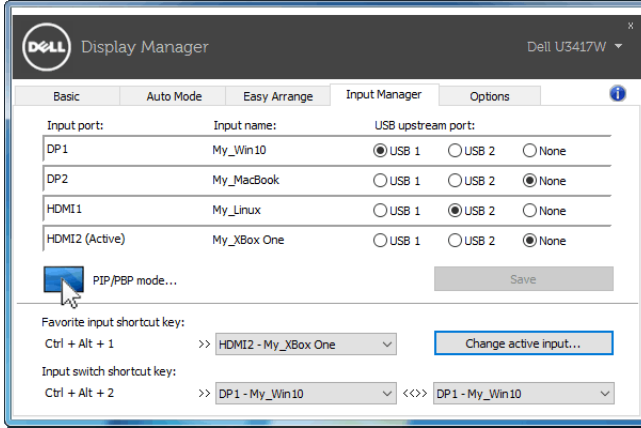 DELL Display Manager
x
Dell U3417W
Basic Auto Mode Easy Arrange Input Manager Options i
Input port: Input name: USB upstream port:
DP1 My_Win10 USB 1 USB 2 None
DP2 My_MacBook USB 1 USB 2 None
HDMI1 My_Linux USB 1 USB 2 None
HDMI2 (Active) My_XBox One USB 1 USB 2 None
PIP/PBP mode... Save
Favorite input shortcut key:
Ctrl + Alt + 1 >> HDMI2 - My_XBox One Change active input...
Input switch shortcut key:
Ctrl + Alt + 2 >> DP1 - My_Win10 <<>> DP1 - My_Win10